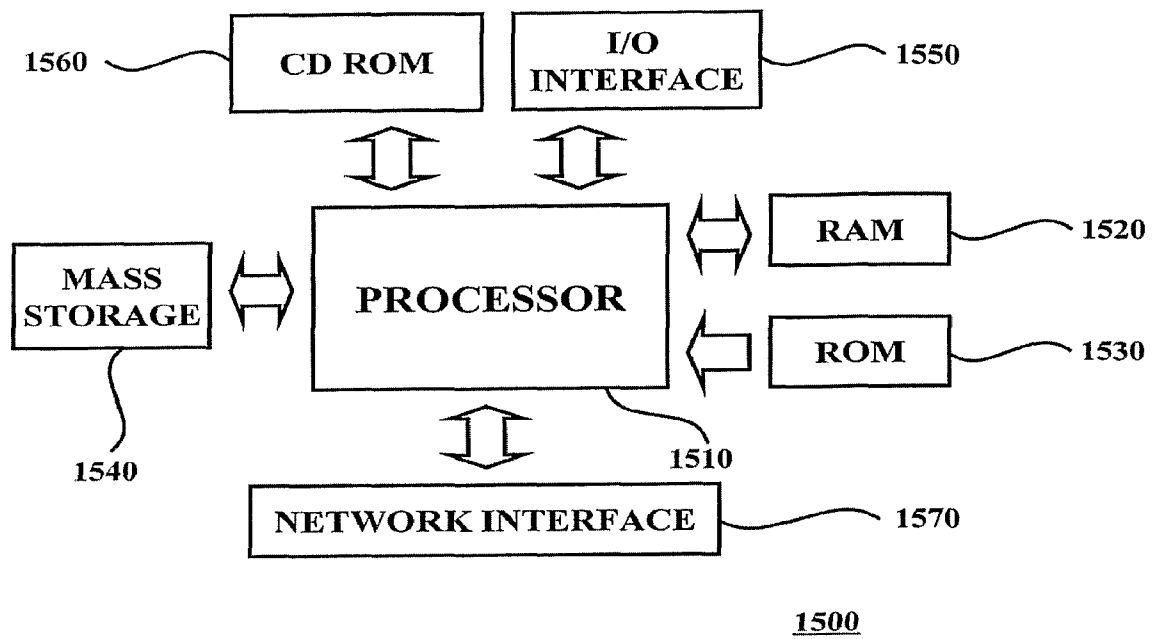 1560
CD ROM
I/O
INTERFACE
1550
RAM
1520
MASS
STORAGE
PROCESSOR
ROM
1530
1540
1510
NETWORK INTERFACE
1570
1500